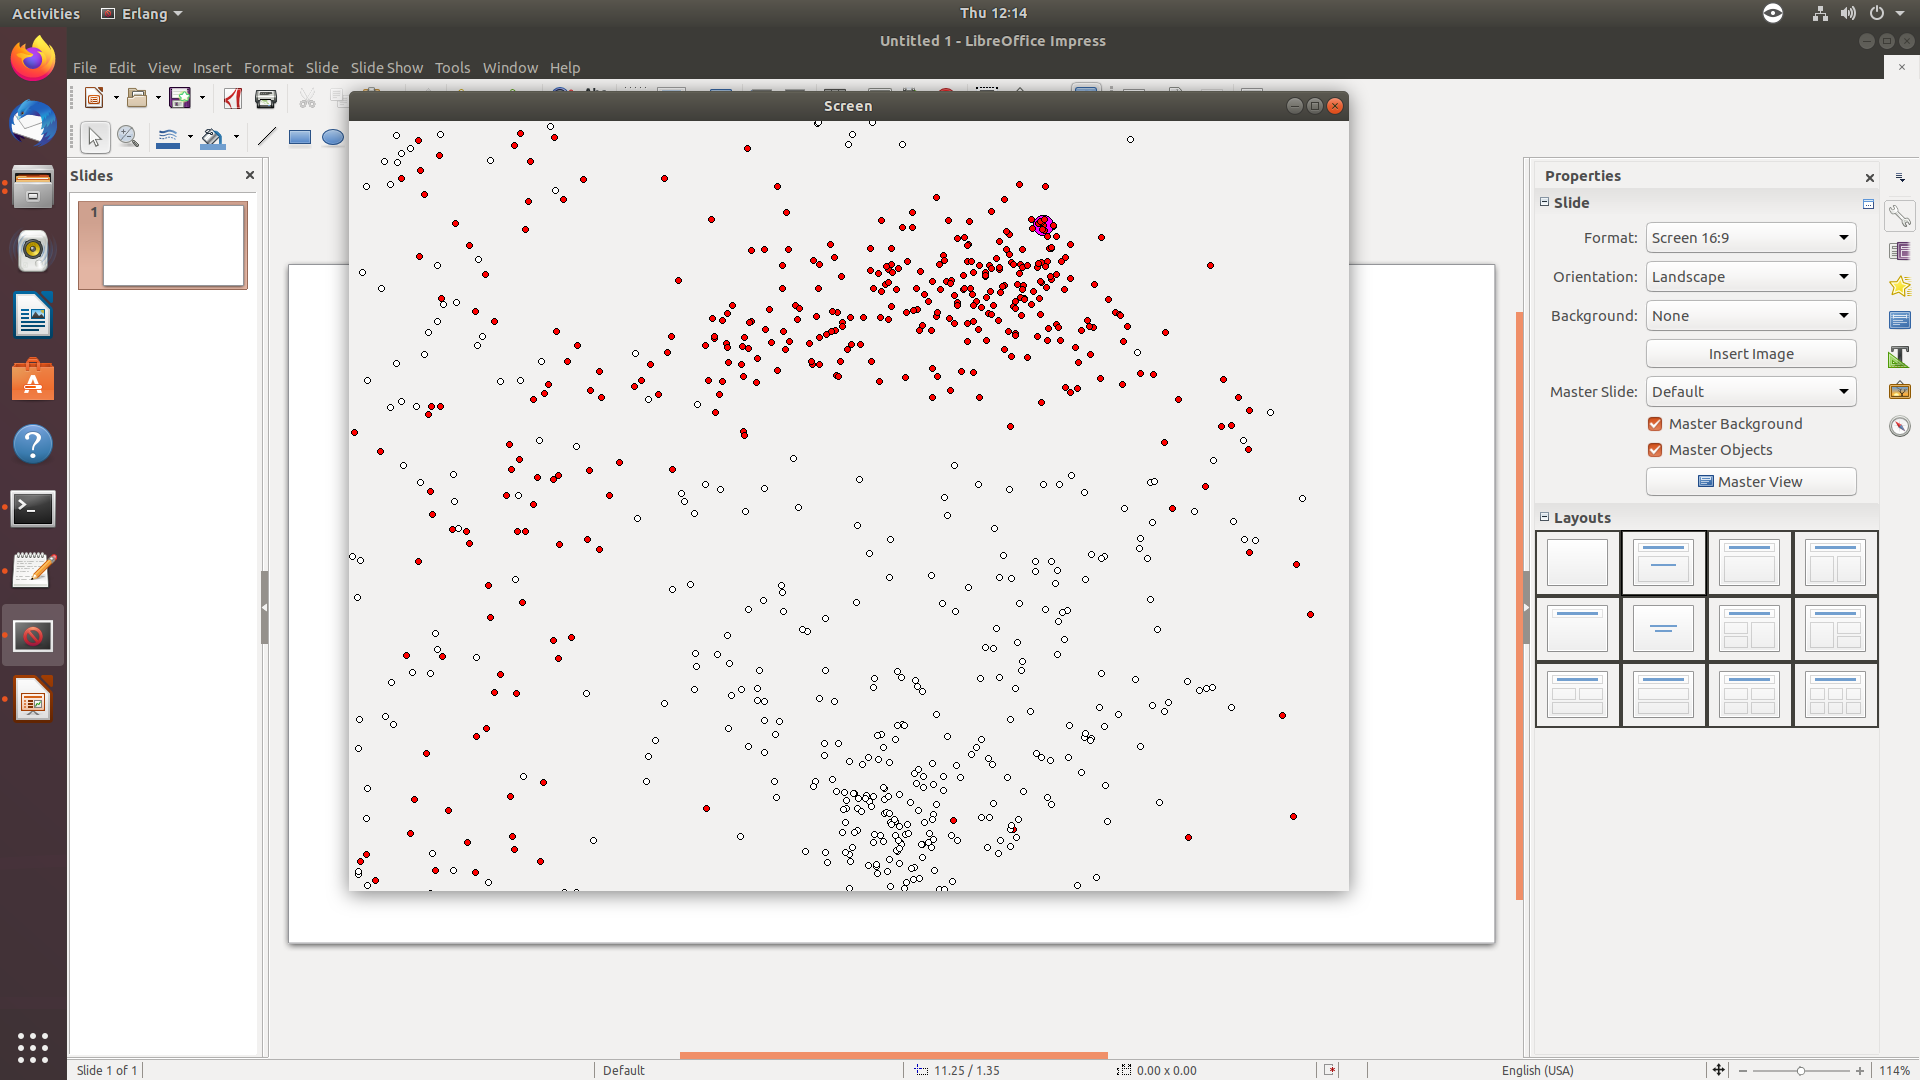 Activities
Erlang
Thu 12:14
Untitled 1 - LibreOffice Impress
File Edit View Insert Format Slide Slide Show Tools Window Help
Screen
Slides
1
Properties
Slide
Format: Screen 16:9
Orientation: Landscape
Background: None
Insert Image
Master Slide: Default
Master Background
Master Objects
Master View
Layouts
Slide 1 of 1
Default
11.25 / 1.35
0.00 x 0.00
English (USA)
114%